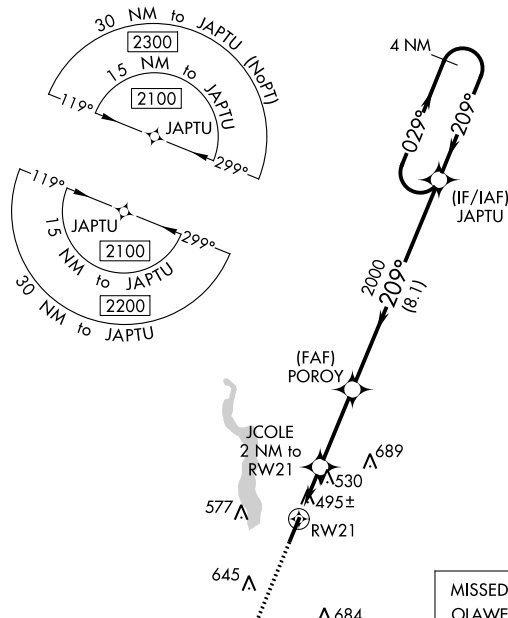 30 NM to JAPTU (NoPT)
2300
15 NM to JAPTU
2100
119°
JAPTU
299°
119°
JAPTU
299°
2100
15 NM to JAPTU
2200
30 NM to JAPTU
4 NM
029°
209°
(IF/IAF)
JAPTU
2000
209°
(8.1)
(FAF)
POROY
JCOLE
2 NM to
RW21
689
530
495±
577
RW21
645
684
MISSED
OLAWE